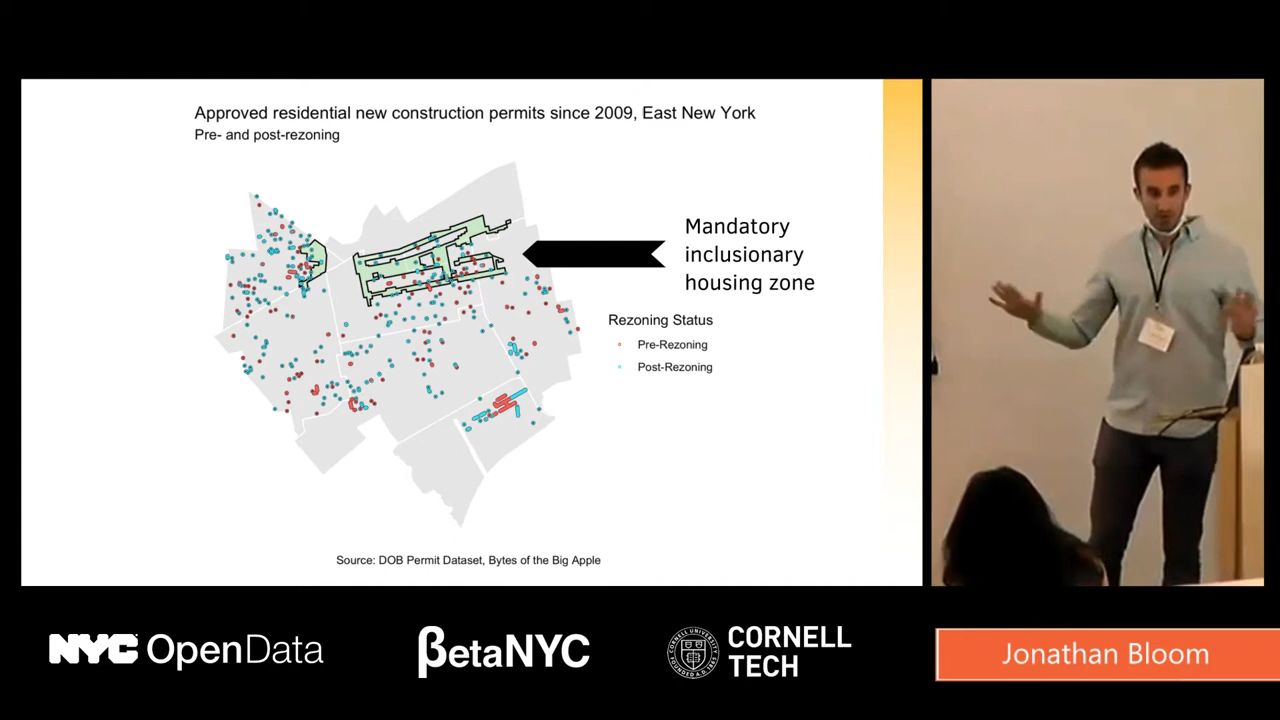 Approved residential new construction permits since 2009, East New York
Pre- and post-rezoning
Mandatory
inclusionary
housing zone
Rezoning Status
Pre-Rezoning
Post-Rezoning
Source: DOB Permit Dataset, Bytes of the Big Apple
NYC OpenData
βetaNYC
CORNELL
TECH
Jonathan Bloom